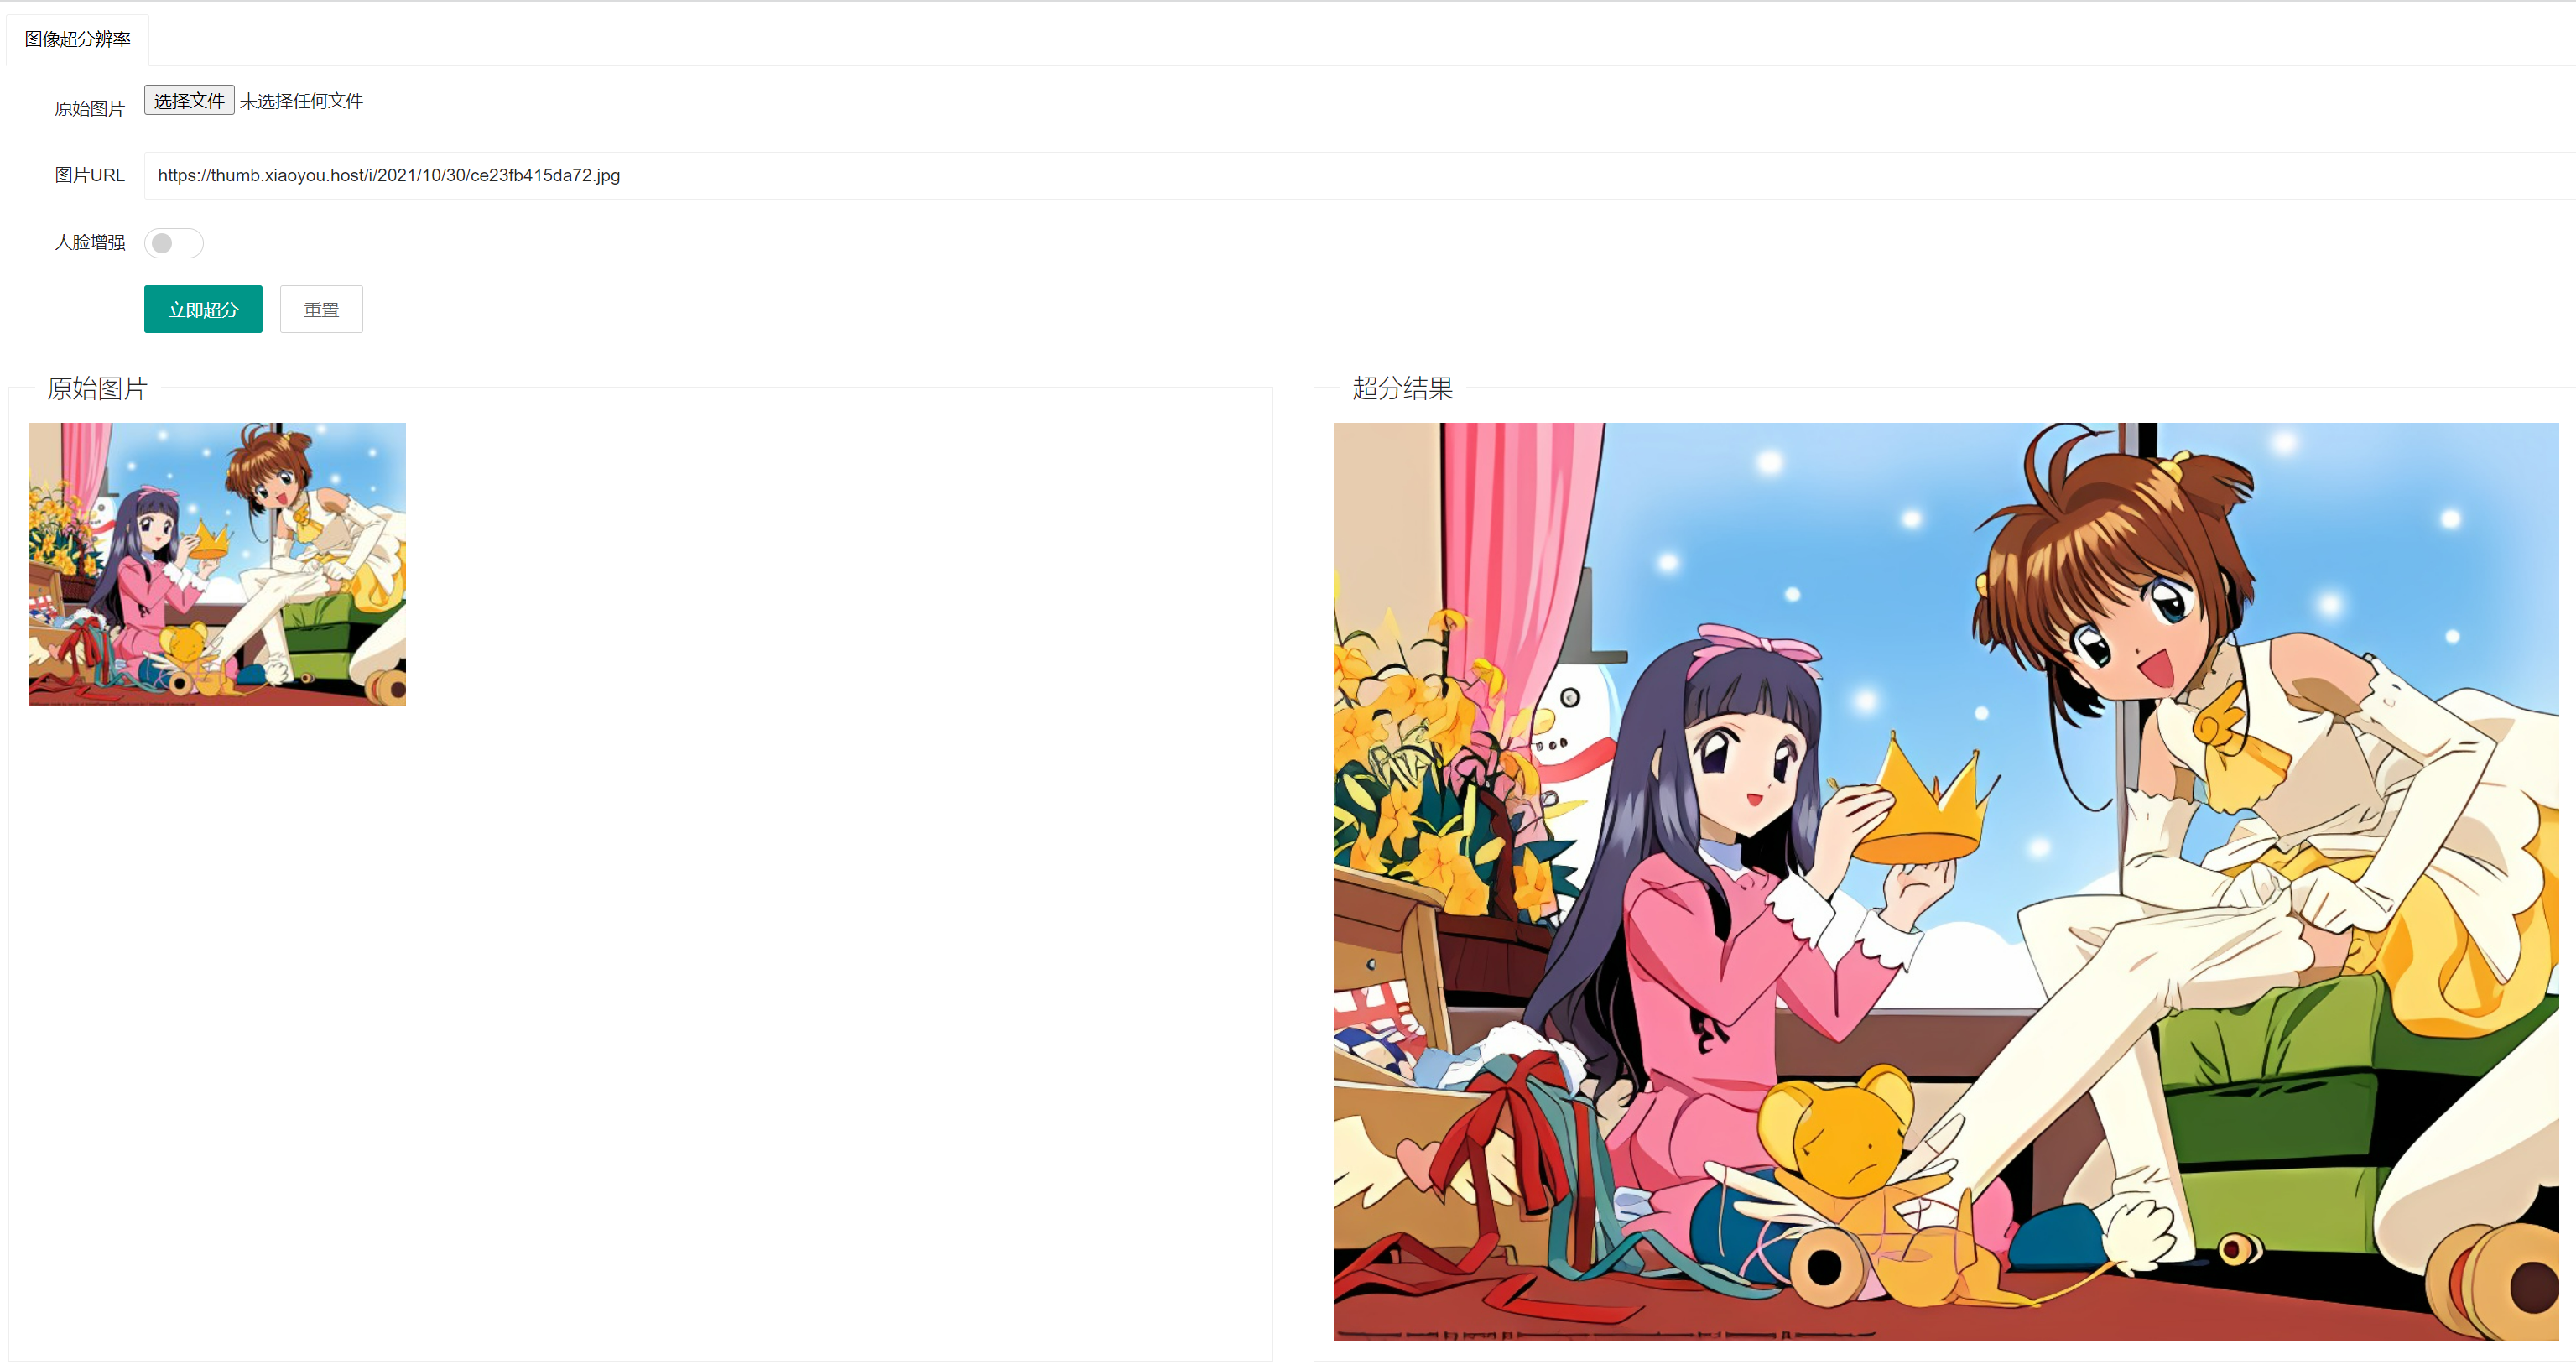 图像超分辨率
原始图片 选择文件 未选择任何文件
图片URL https://thumb.xiaoyou.host/i/2021/10/30/ce23fb415da72.jpg
人脸增强
立即超分 重置
原始图片
超分结果